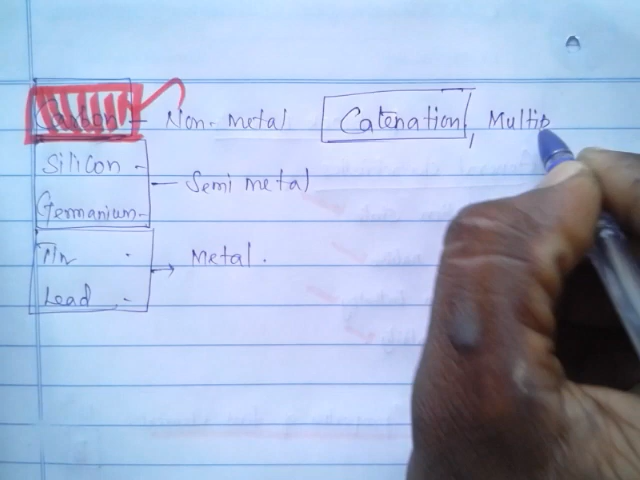 Carbon - Non-metal Catenation, Multip
Silicon -
- Semi metal
Germanium -
Tin . → Metal.
Lead -